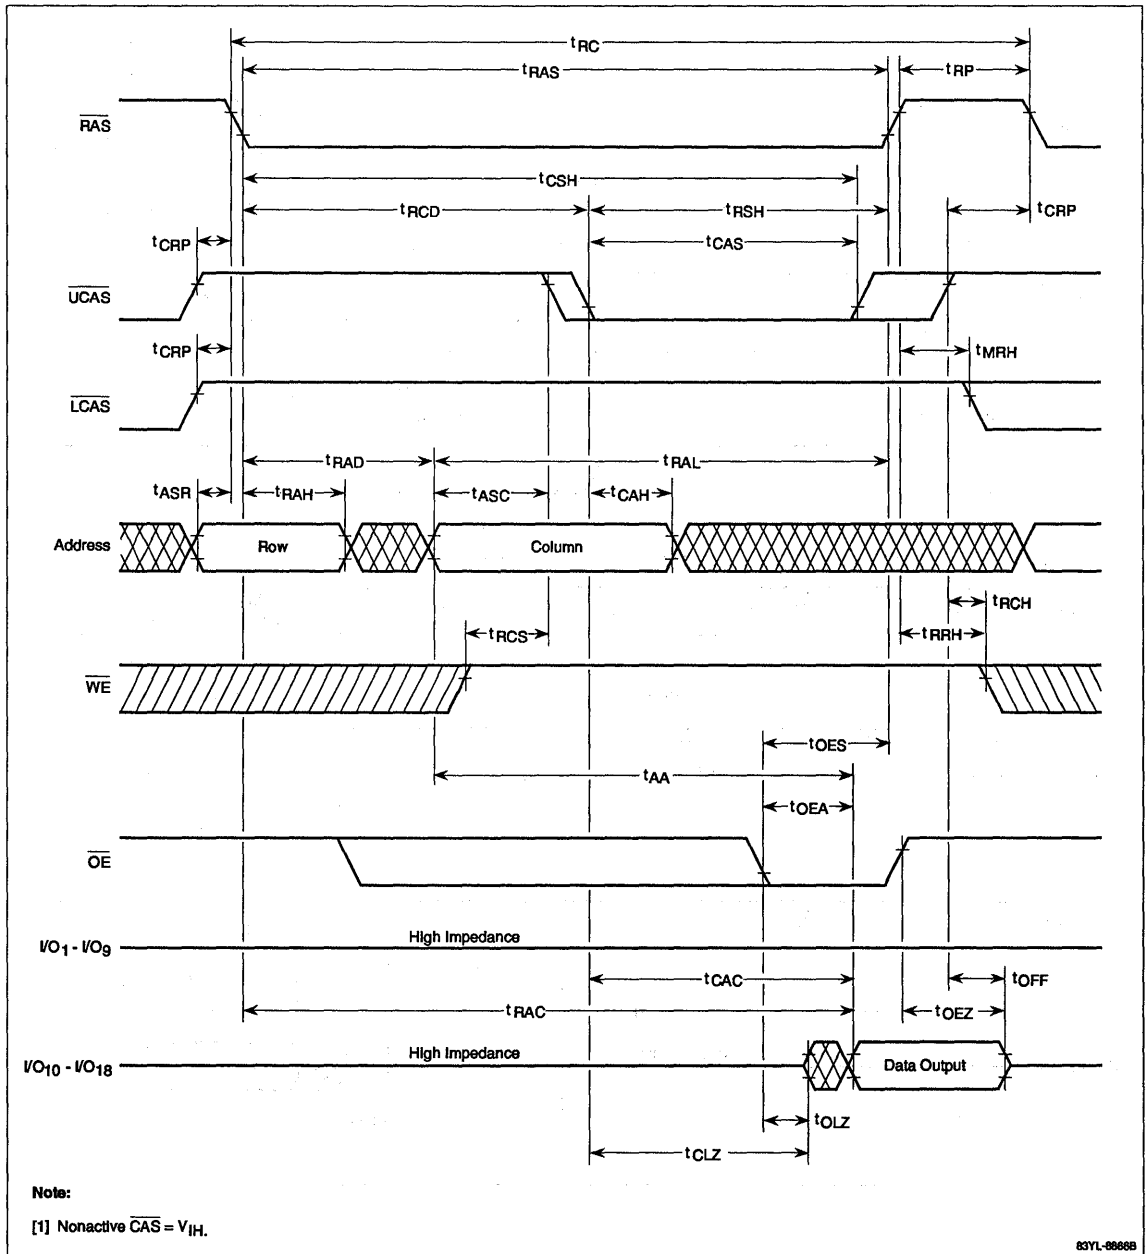 tRC
tRAS
tRP
RAS
tCSH
tRCD
tRSH
tCRP
tCRP
tCAS
UCAS
tCRP
tMRH
LCAS
tRAD
tRAL
tASR
tRAH
tASC
tCAH
Address
Row
Column
tRCH
tRCS
tRRH
WE
tOES
tAA
tOEA
OE
I/O1 - I/O9
High Impedance
tCAC
tOFF
tRAC
tOEZ
I/O10 - I/O18
High Impedance
Data Output
tOLZ
tCLZ
Note:
[1] Nonactive CAS = VIH.
83YL-8868B